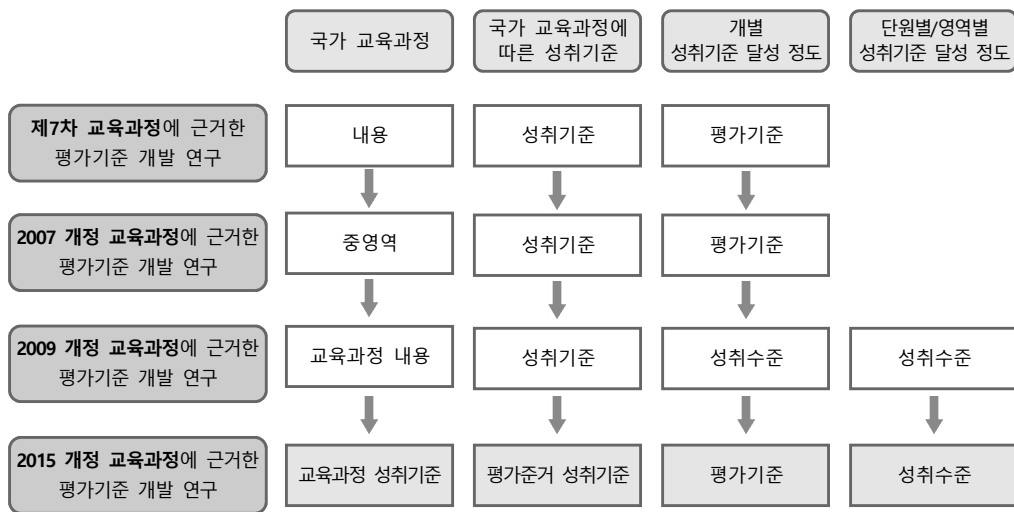 국가 교육과정
국가 교육과정에
따른 성취기준
개별
성취기준 달성 정도
단원별/영역별
성취기준 달성 정도
제7차 교육과정에 근거한
평가기준 개발 연구
내용
성취기준
평가기준
2007 개정 교육과정에 근거한
평가기준 개발 연구
중영역
성취기준
평가기준
2009 개정 교육과정에 근거한
평가기준 개발 연구
교육과정 내용
성취기준
성취수준
성취수준
2015 개정 교육과정에 근거한
평가기준 개발 연구
교육과정 성취기준
평가준거 성취기준
평가기준
성취수준